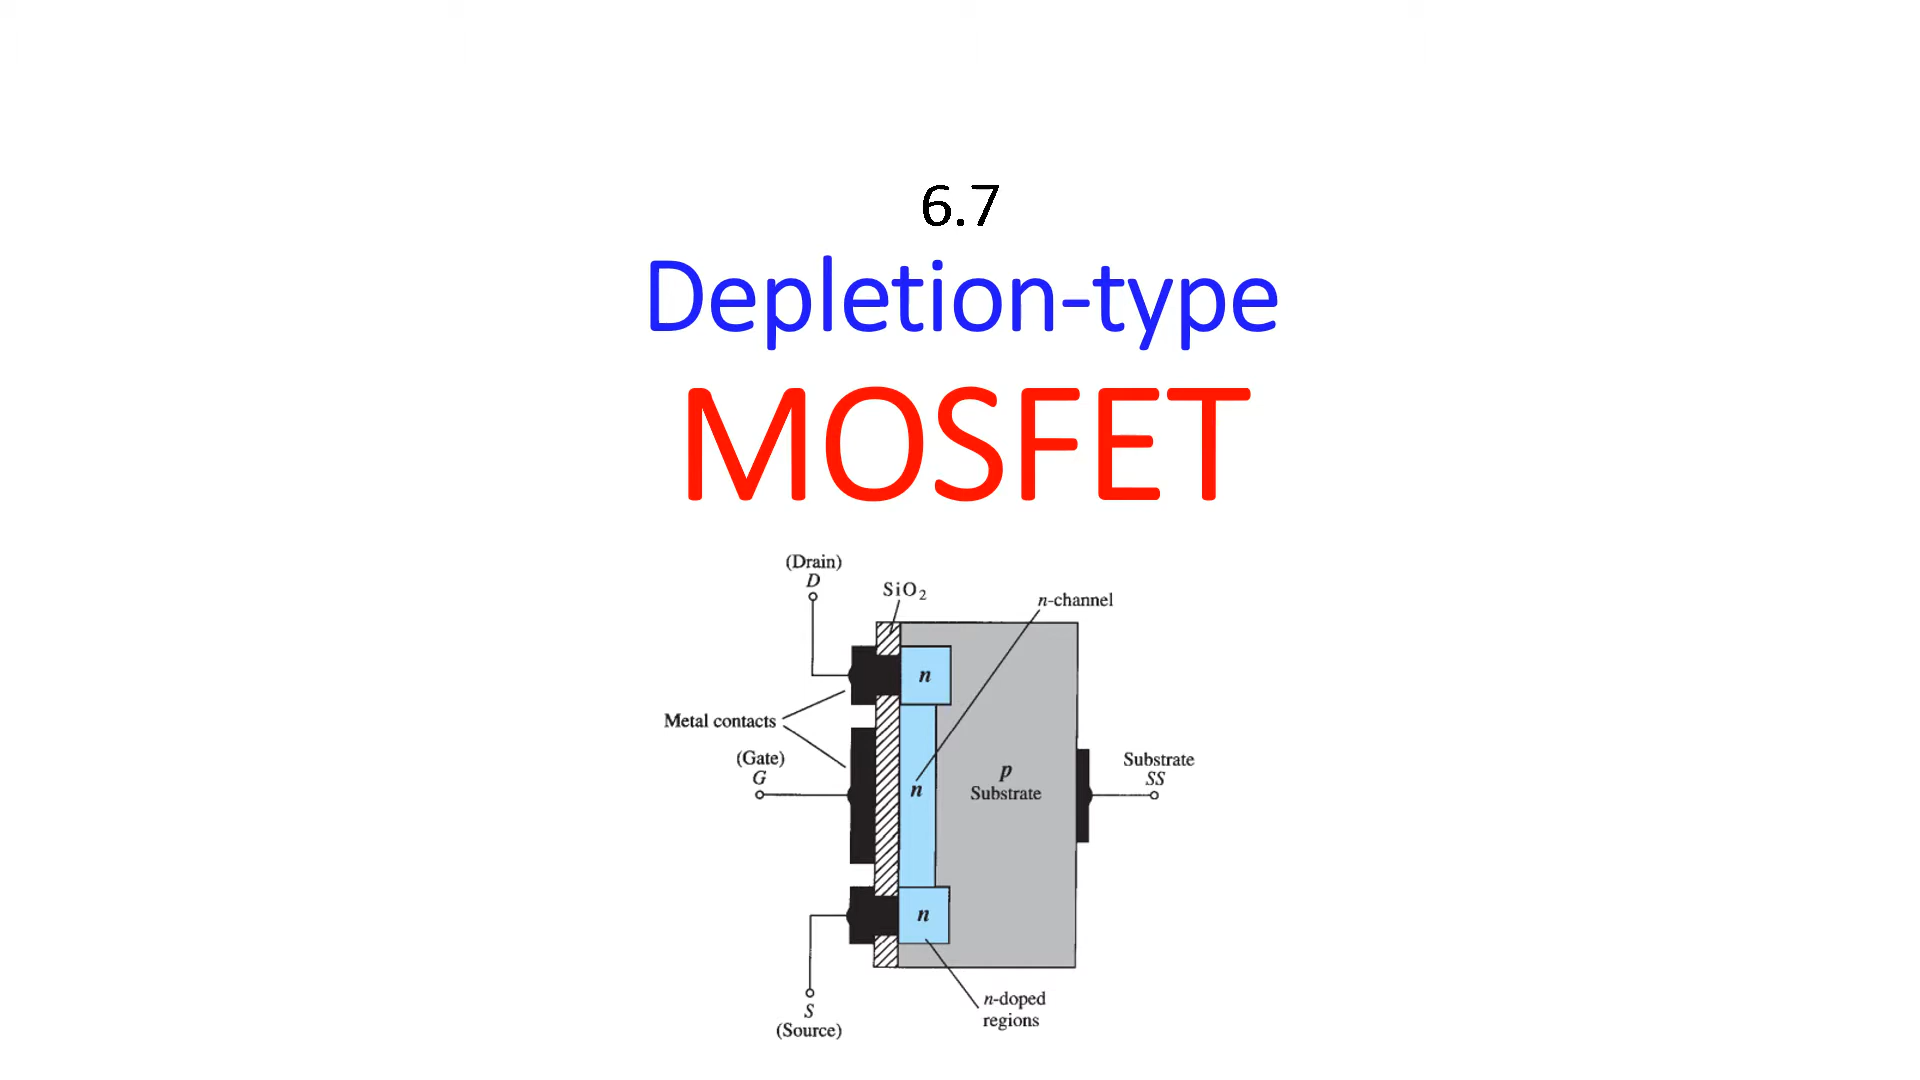 6.7
Depletion-type
MOSFET
(Drain)
D
SiO₂
n-channel
n
Metal contacts
(Gate)
G
n
p
Substrate
Substrate
SS
n
S
(Source)
n-doped
regions